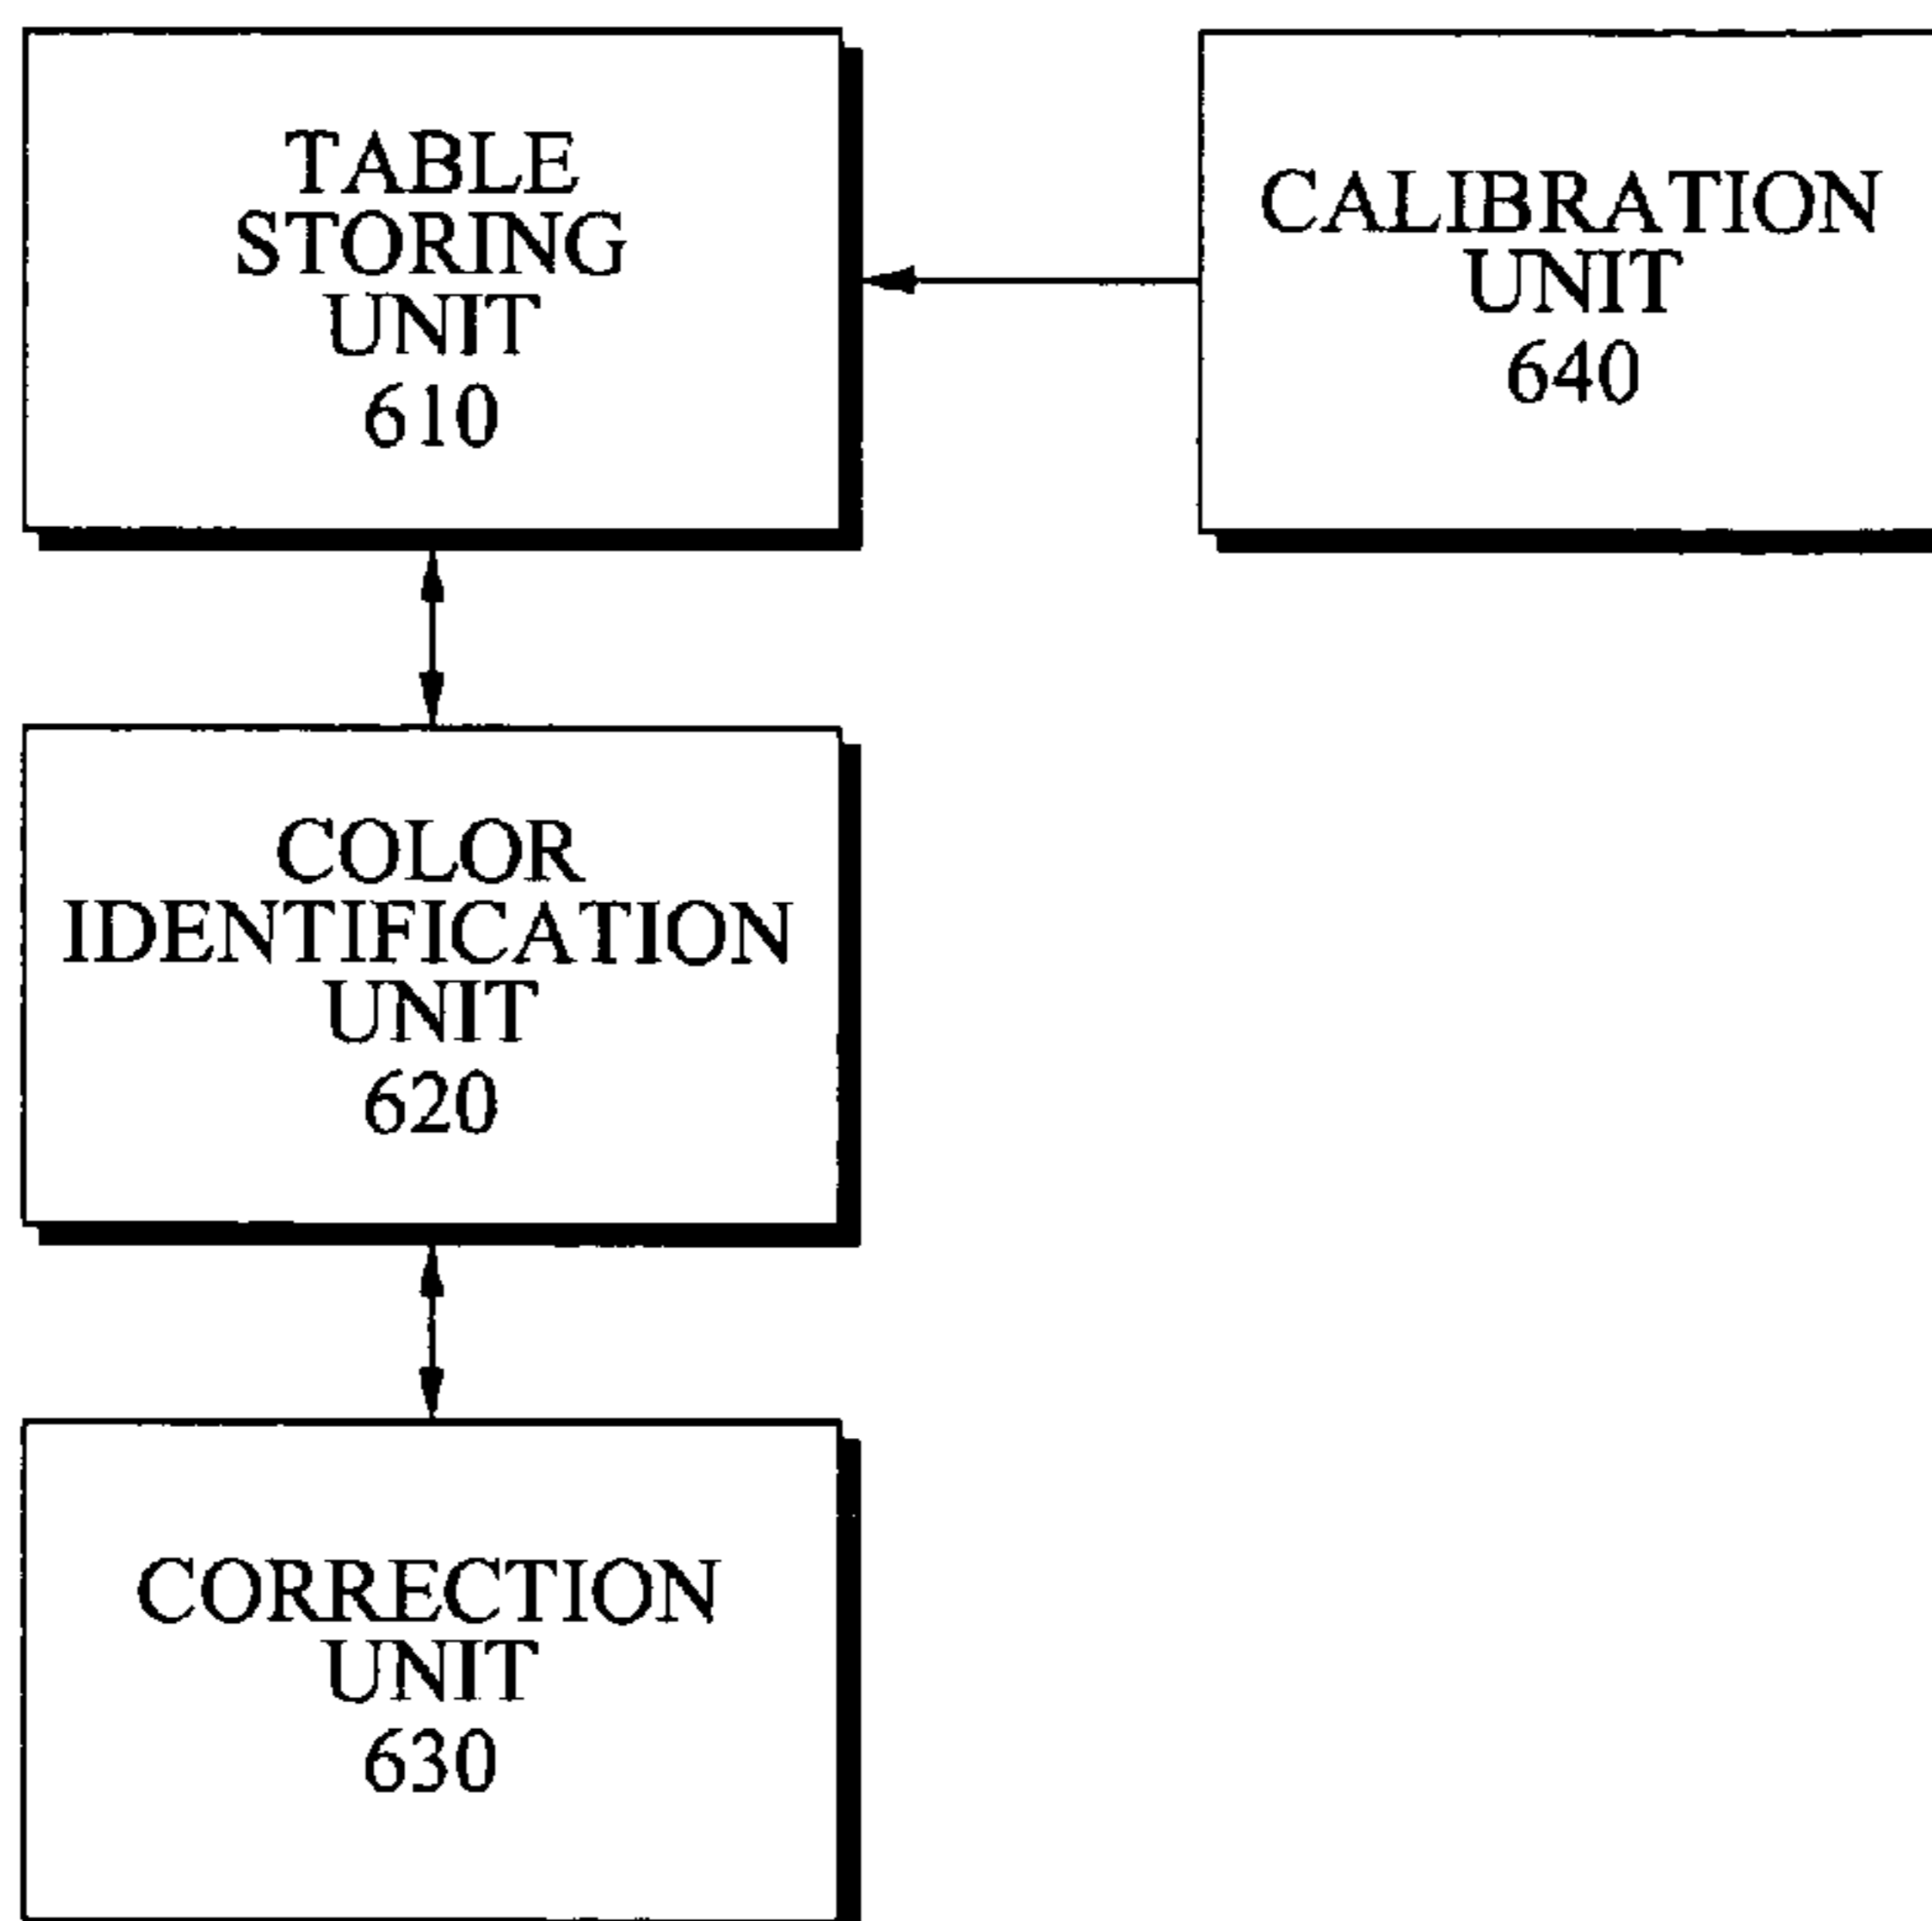 TABLE
STORING
UNIT
610
CALIBRATION
UNIT
640
COLOR
IDENTIFICATION
UNIT
620
CORRECTION
UNIT
630